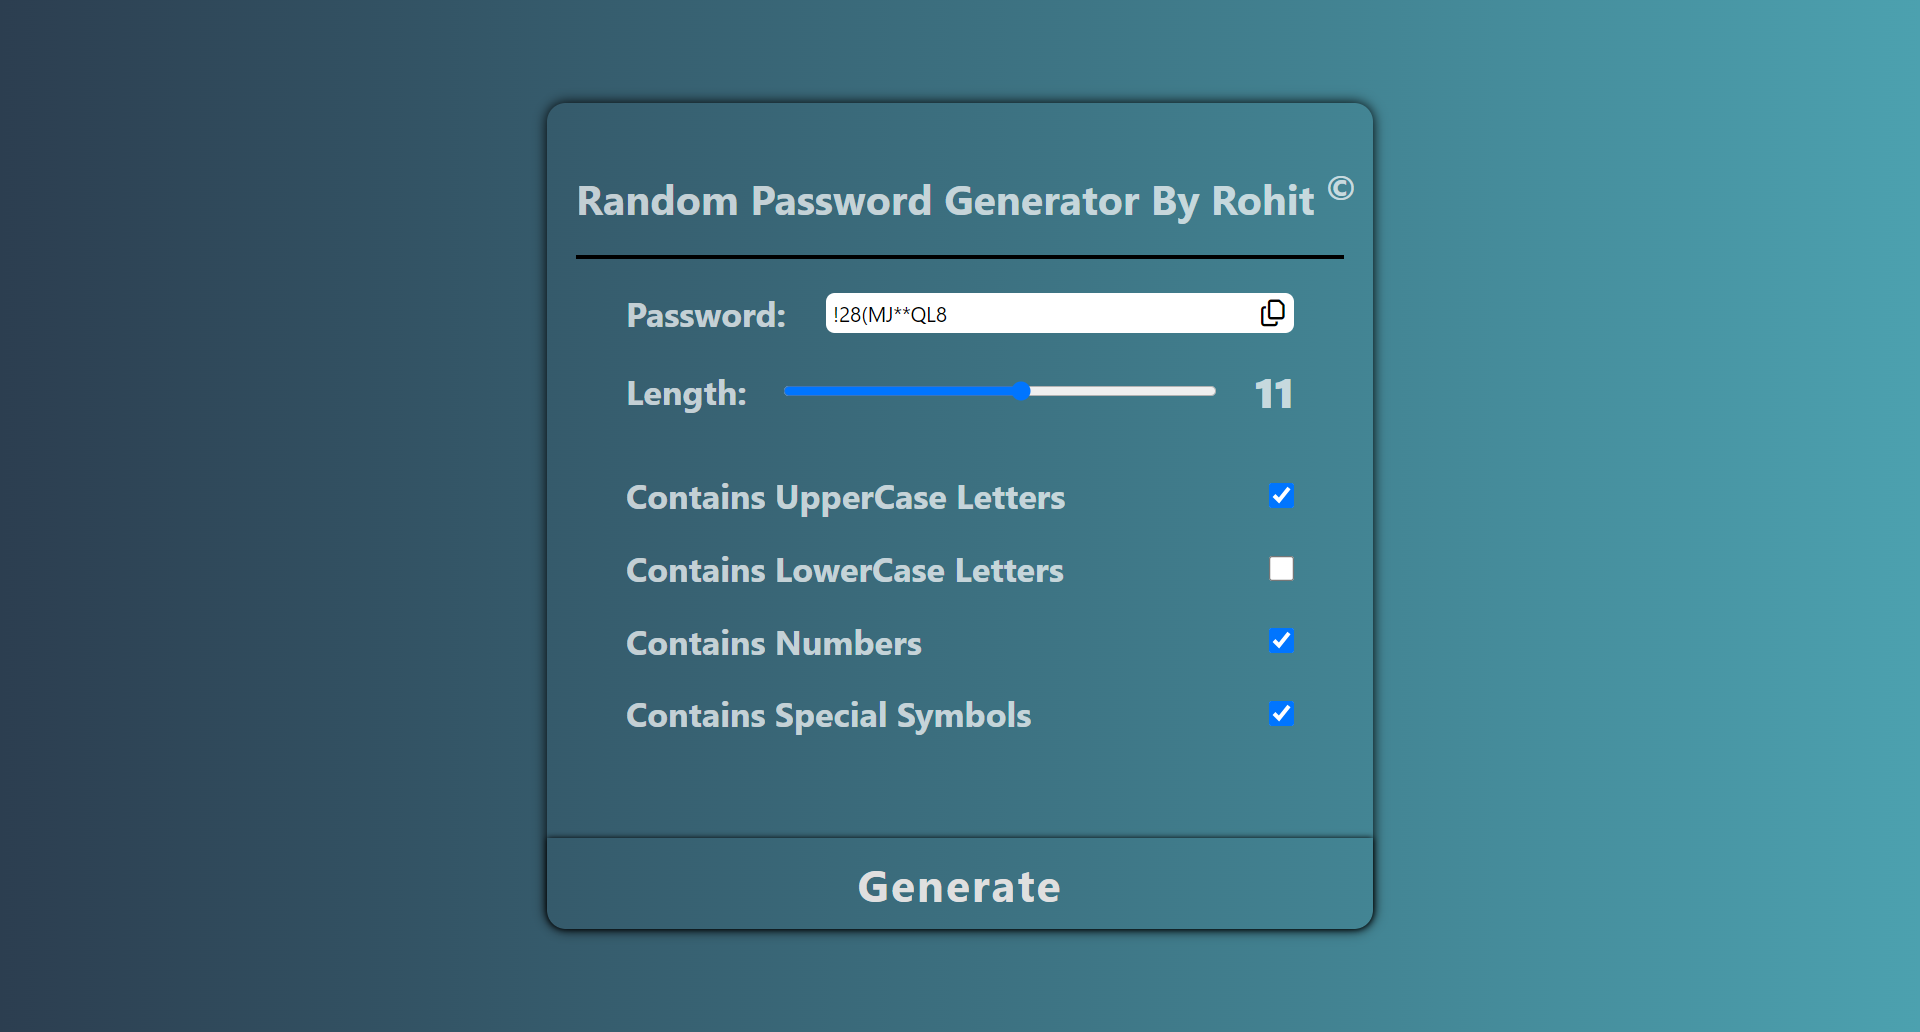 Random Password Generator By Rohit ©
Password: !28(MJ**QL8
Length: 11
Contains UpperCase Letters
Contains LowerCase Letters
Contains Numbers
Contains Special Symbols
Generate